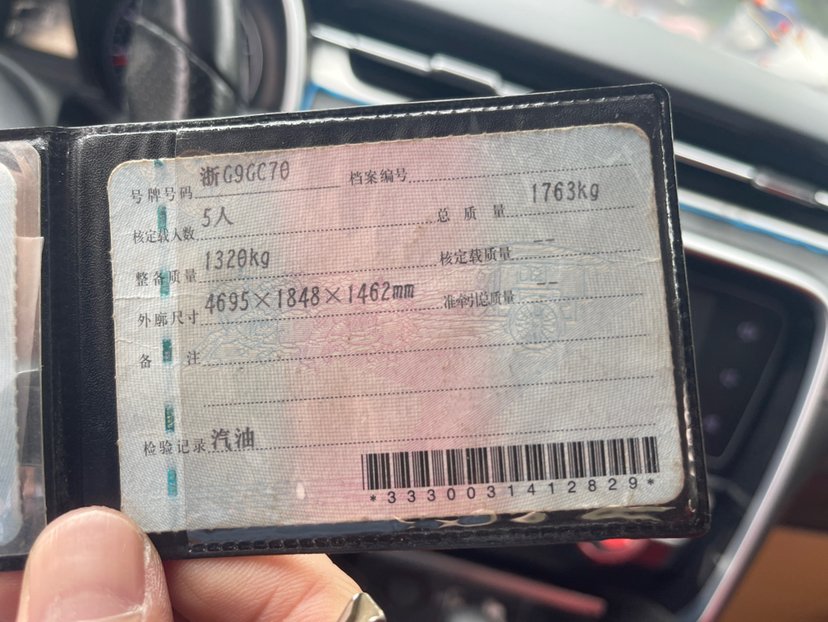 号牌号码 浙G9GC70 档案编号
核定载人数 5人 总质量 1763kg
整备质量 1320kg 核定载质量 --
外廓尺寸 4695×1848×1462mm 准牵引总质量 --
备注
检验记录 汽油
*3330031412829*